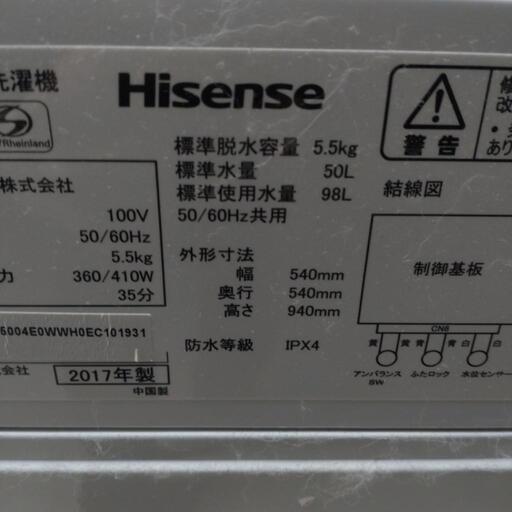 洗濯機
Hisense
Rheinland
警告
標準脱水容量 5.5kg
標準水量 50L
標準使用水量 98L
50/60Hz共用
株式会社
100V
50/60Hz
5.5kg
力 360/410W
35分
外形寸法
幅 540mm
奥行 540mm
高さ 940mm
防水等級 IPX4
5004E0WWH0EC101931
会社
2017年製
中国製
結線図
制御基板
CN6
黄 黄 青 青 白 白
アンバランスSW
ふたロック
水位センサー
改
あり